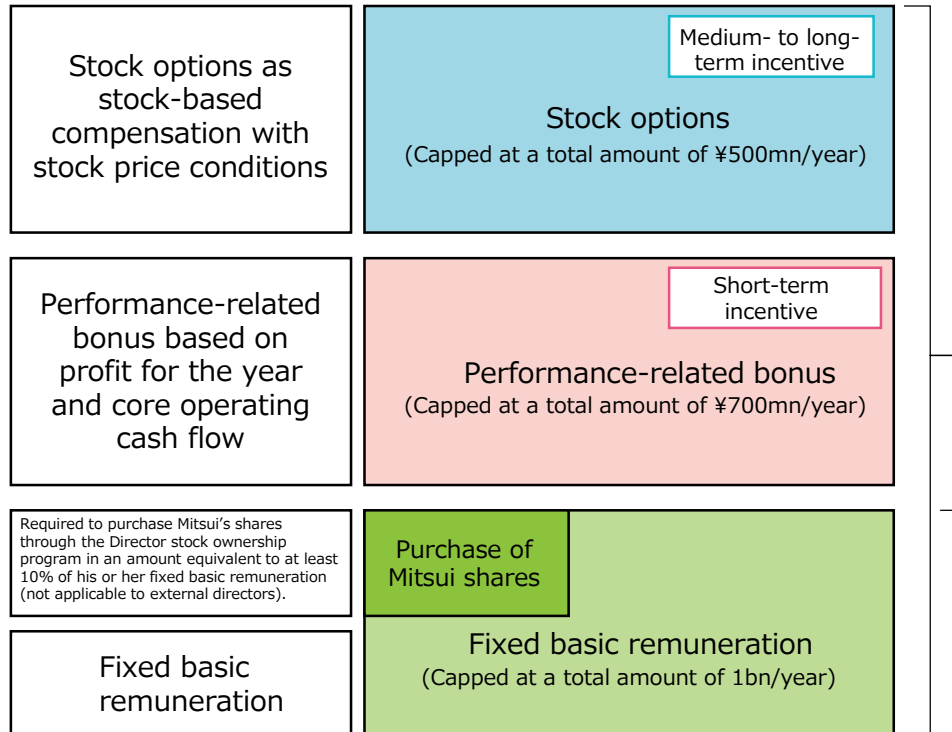 Stock options as
stock-based
compensation with
stock price conditions
Medium- to long-
term incentive
Stock options
(Capped at a total amount of ¥500mn/year)
Performance-related
bonus based on
profit for the year
and core operating
cash flow
Short-term
incentive
Performance-related bonus
(Capped at a total amount of ¥700mn/year)
Required to purchase Mitsui's shares
through the Director stock ownership
program in an amount equivalent to at least
10% of his or her fixed basic remuneration
(not applicable to external directors).
Purchase of
Mitsui shares
Fixed basic
remuneration
Fixed basic remuneration
(Capped at a total amount of 1bn/year)